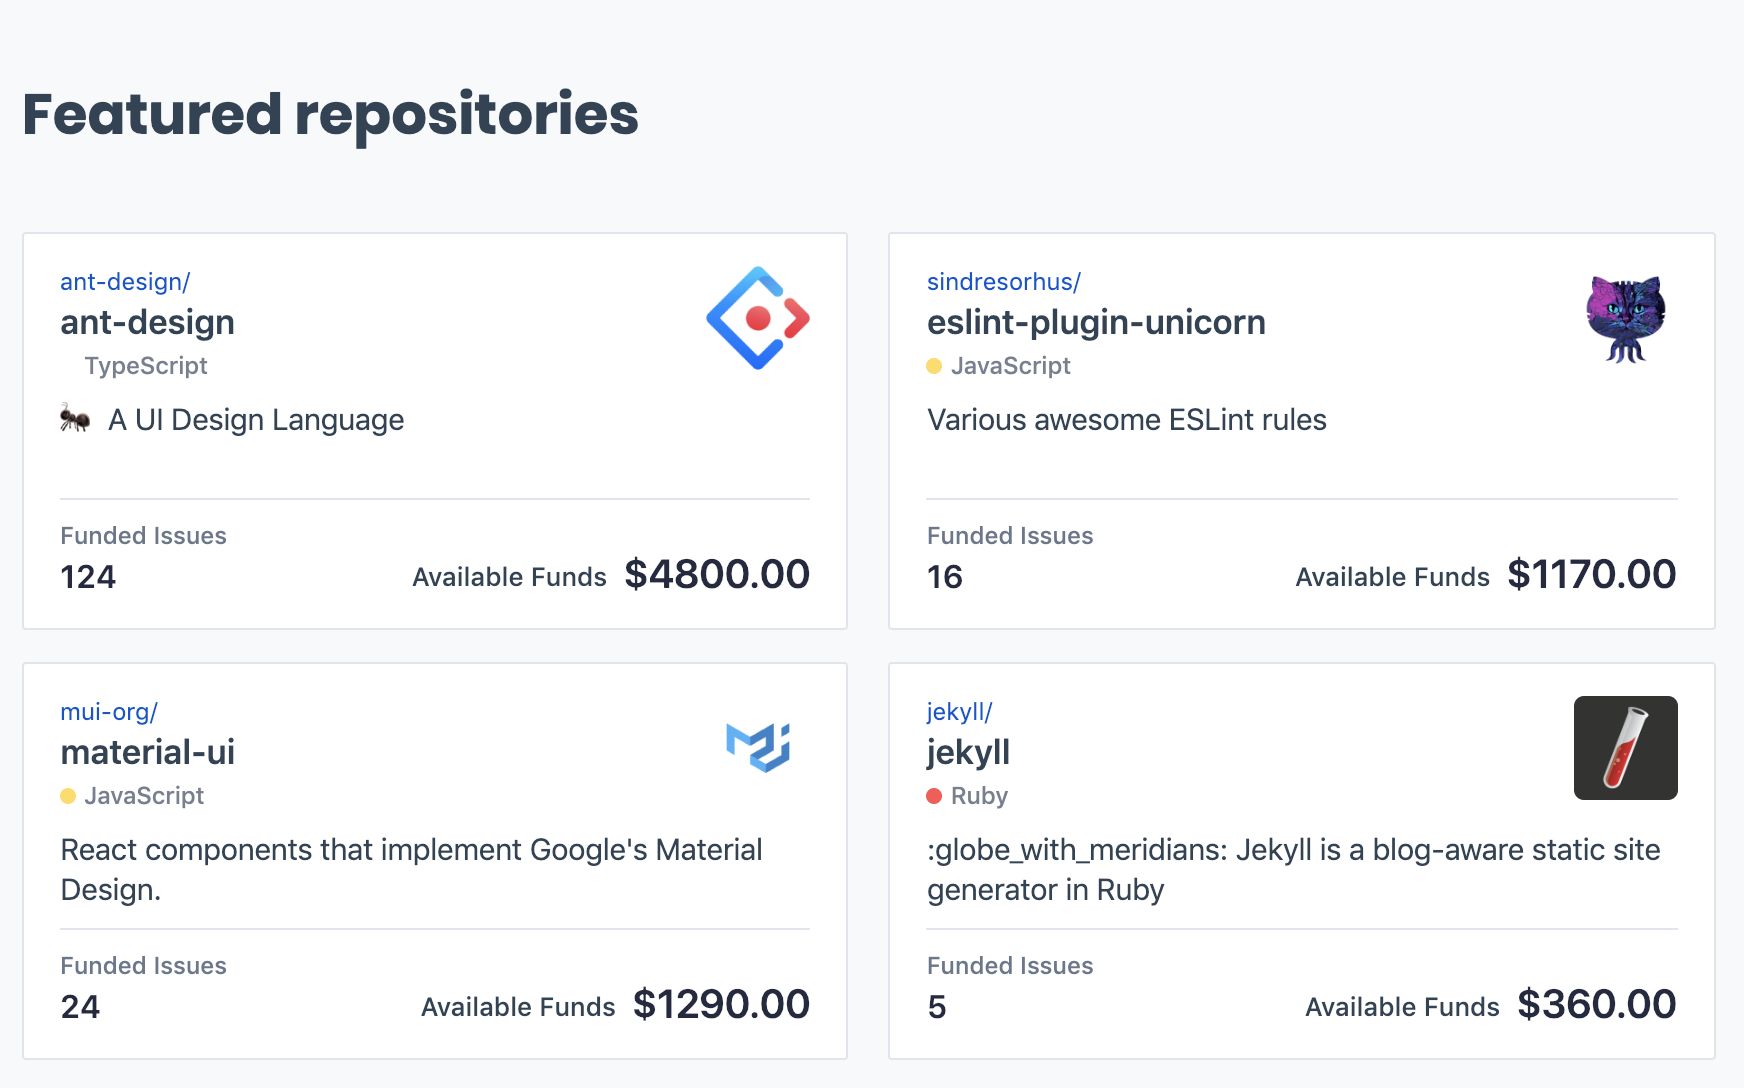 Featured repositories
ant-design/
ant-design
TypeScript
🐜 A UI Design Language
Funded Issues
124
Available Funds $4800.00
sindresorhus/
eslint-plugin-unicorn
JavaScript
Various awesome ESLint rules
Funded Issues
16
Available Funds $1170.00
mui-org/
material-ui
JavaScript
React components that implement Google's Material
Design.
Funded Issues
24
Available Funds $1290.00
jekyll/
jekyll
Ruby
:globe_with_meridians: Jekyll is a blog-aware static site
generator in Ruby
Funded Issues
5
Available Funds $360.00